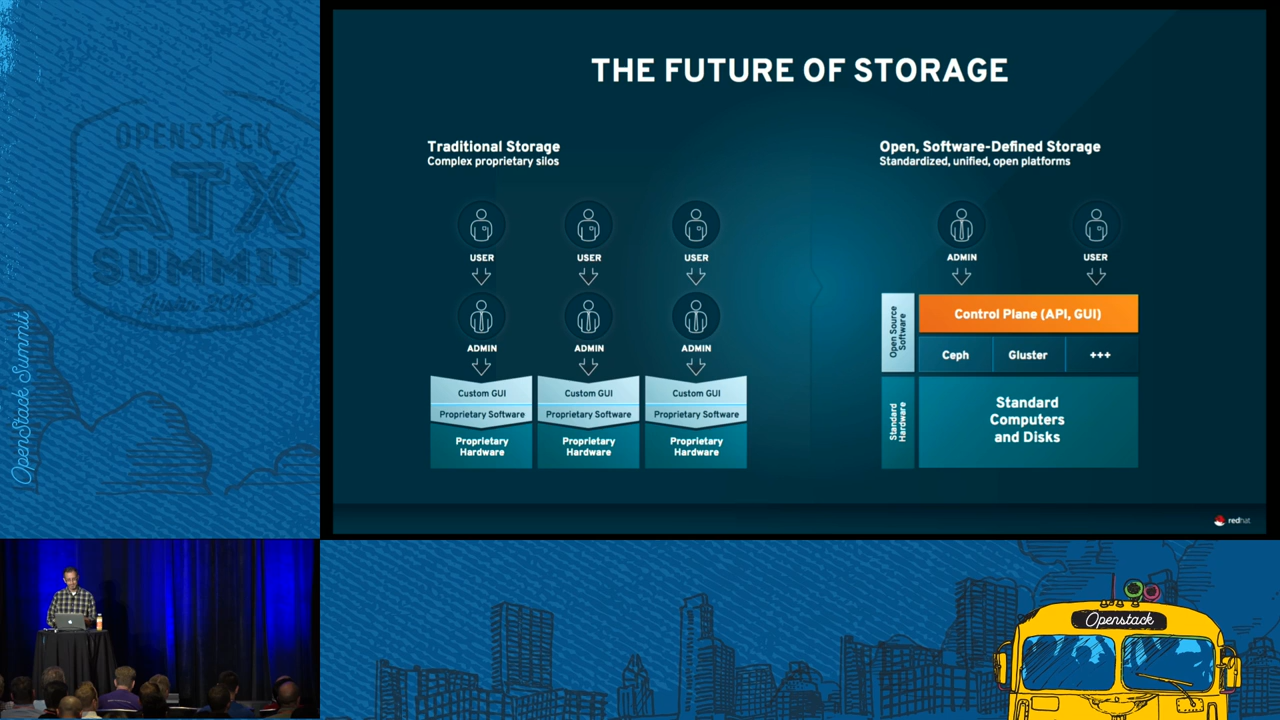 OPENSTACK
ATX
SUMMIT
Austin, 2016
OpenStack Summit
THE FUTURE OF STORAGE
Traditional Storage
Complex proprietary silos
USER
USER
USER
ADMIN
ADMIN
ADMIN
Custom GUI
Custom GUI
Custom GUI
Proprietary Software
Proprietary Software
Proprietary Software
Proprietary
Hardware
Proprietary
Hardware
Proprietary
Hardware
Open, Software-Defined Storage
Standardized, unified, open platforms
ADMIN
USER
Open Source
Software
Control Plane (API, GUI)
Ceph
Gluster
+++
Standard
Hardware
Standard
Computers
and Disks
redhat
Openstack